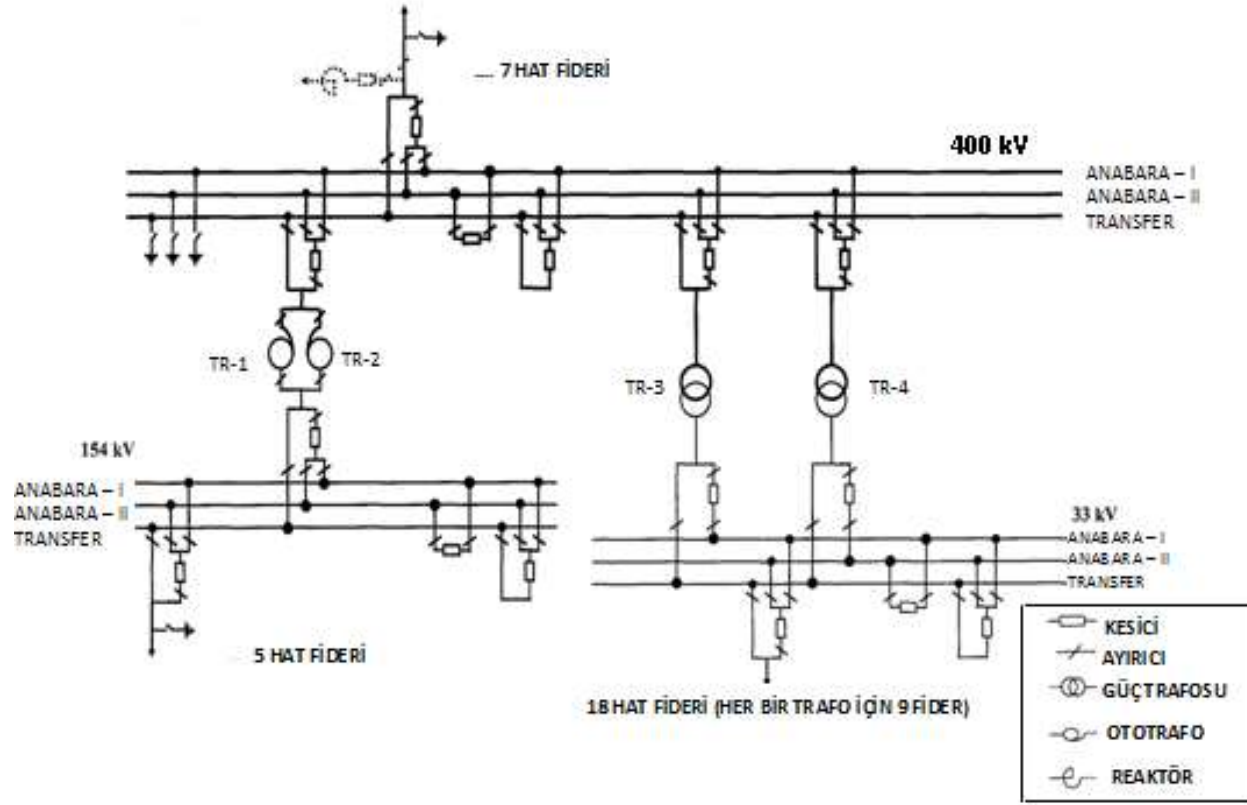 .... 7 HAT FİDERİ
400 kV
ANABARA – I
ANABARA – II
TRANSFER
TR-1
TR-2
TR-3
TR-4
154 kV
ANABARA – I
ANABARA – II
TRANSFER
33 kV
ANABARA – I
ANABARA – II
TRANSFER
.. 5 HAT FİDERİ
18 HAT FİDERİ (HER BİR TRAFO İÇİN 9 FİDER)
KESİCİ
AYIRICI
GÜÇ TRAFOSU
OTOTRAFO
REAKTÖR